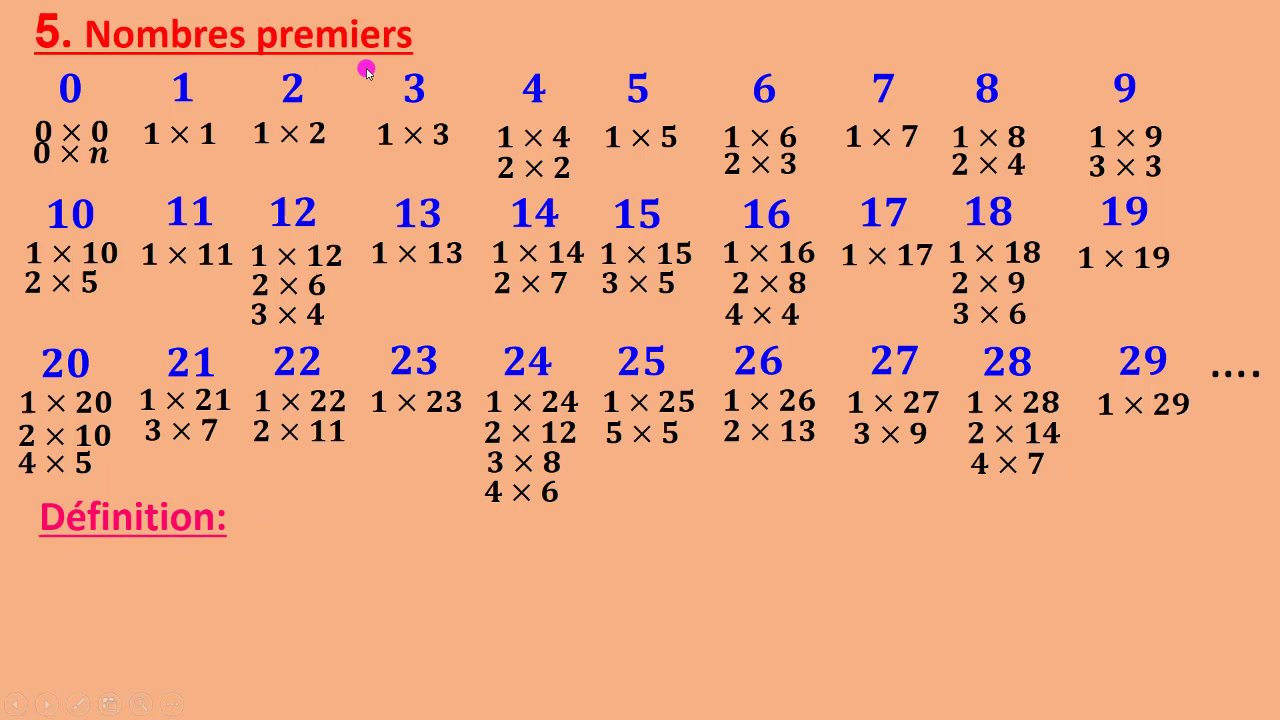 5. Nombres premiers
0 1 2 3 4 5 6 7 8 9
0 × 0 1 × 1 1 × 2 1 × 3 1 × 4 1 × 5 1 × 6 1 × 7 1 × 8 1 × 9
0 × n 2 × 2 2 × 3 2 × 4 3 × 3
10 11 12 13 14 15 16 17 18 19
1 × 10 1 × 11 1 × 12 1 × 13 1 × 14 1 × 15 1 × 16 1 × 17 1 × 18 1 × 19
2 × 5 2 × 6 2 × 7 3 × 5 2 × 8 2 × 9
3 × 4 4 × 4 3 × 6
20 21 22 23 24 25 26 27 28 29 ....
1 × 20 1 × 21 1 × 22 1 × 23 1 × 24 1 × 25 1 × 26 1 × 27 1 × 28 1 × 29
2 × 10 3 × 7 2 × 11 2 × 12 5 × 5 2 × 13 3 × 9 2 × 14
4 × 5 3 × 8 4 × 7
4 × 6
Définition: